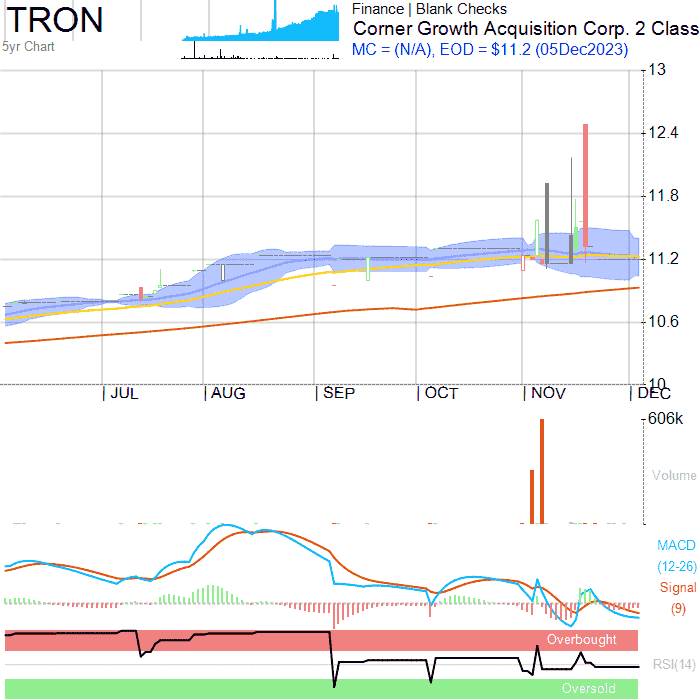 TRON
5yr Chart
Finance | Blank Checks
Corner Growth Acquisition Corp. 2 Class
MC = (N/A), EOD = $11.2 (05Dec2023)
13
12.4
11.8
11.2
10.6
10
JUL AUG SEP OCT NOV DEC
606k
Volume
MACD
(12-26)
Signal
(9)
Overbought
RSI(14)
Oversold